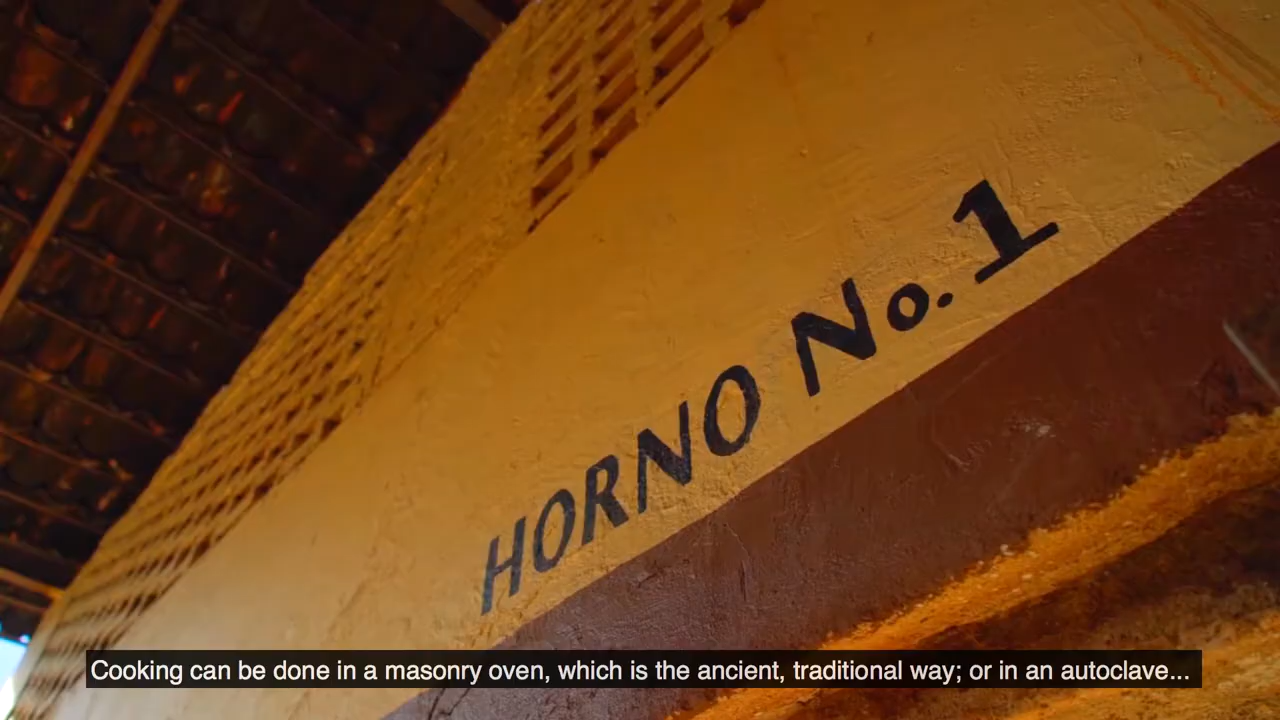 HORNO No. 1
Cooking can be done in a masonry oven, which is the ancient, traditional way; or in an autoclave...